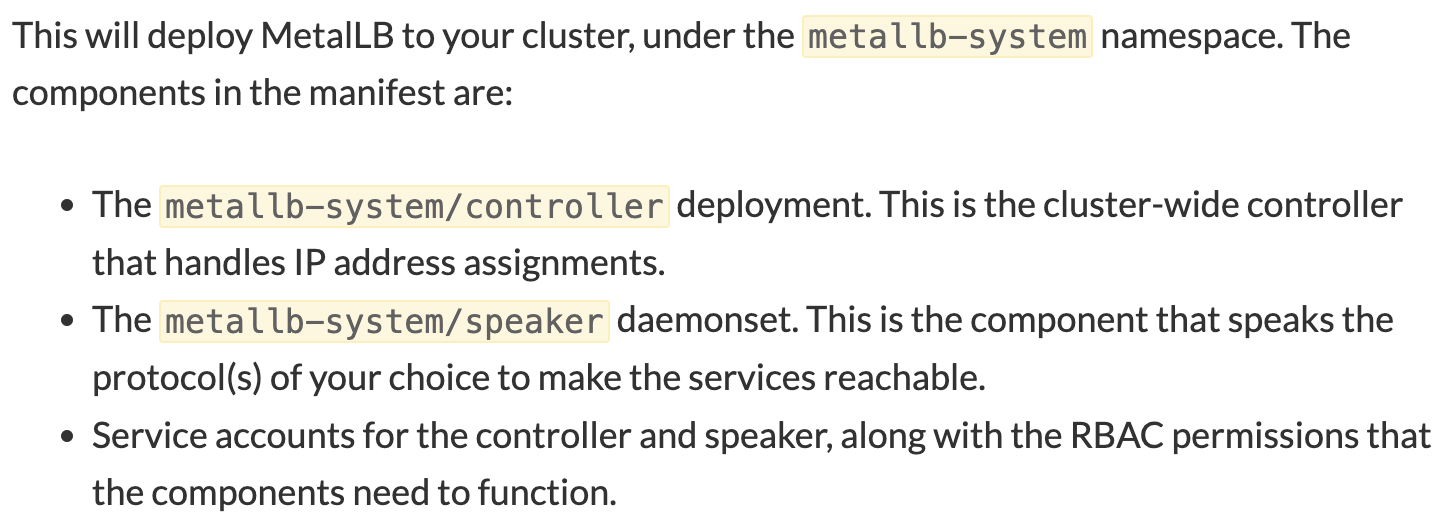 This will deploy MetalLB to your cluster, under the metallb-system namespace. The
components in the manifest are:
• The metallb-system/controller deployment. This is the cluster-wide controller
that handles IP address assignments.
• The metallb-system/speaker daemonset. This is the component that speaks the
protocol(s) of your choice to make the services reachable.
• Service accounts for the controller and speaker, along with the RBAC permissions that
the components need to function.